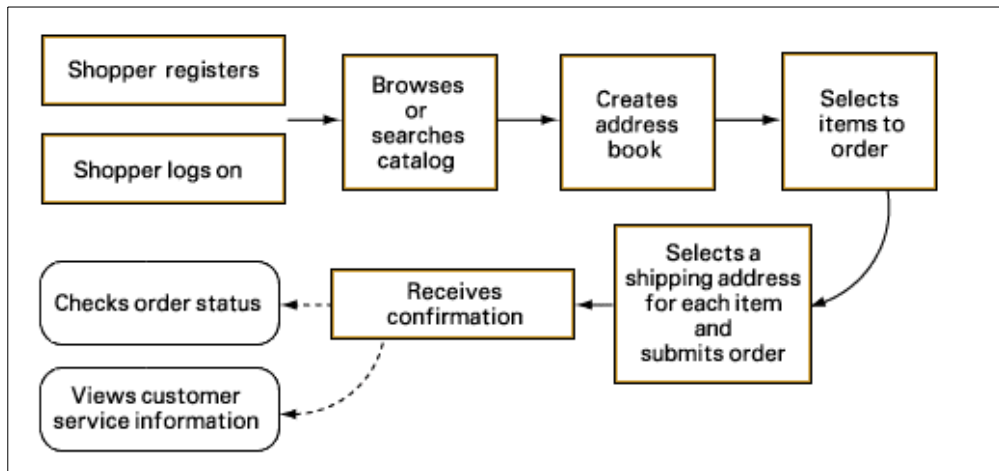 Shopper registers
Shopper logs on
Browses
or
searches
catalog
Creates
address
book
Selects
items to
order
Selects a
shipping address
for each item
and
submits order
Receives
confirmation
Checks order status
Views customer
service information